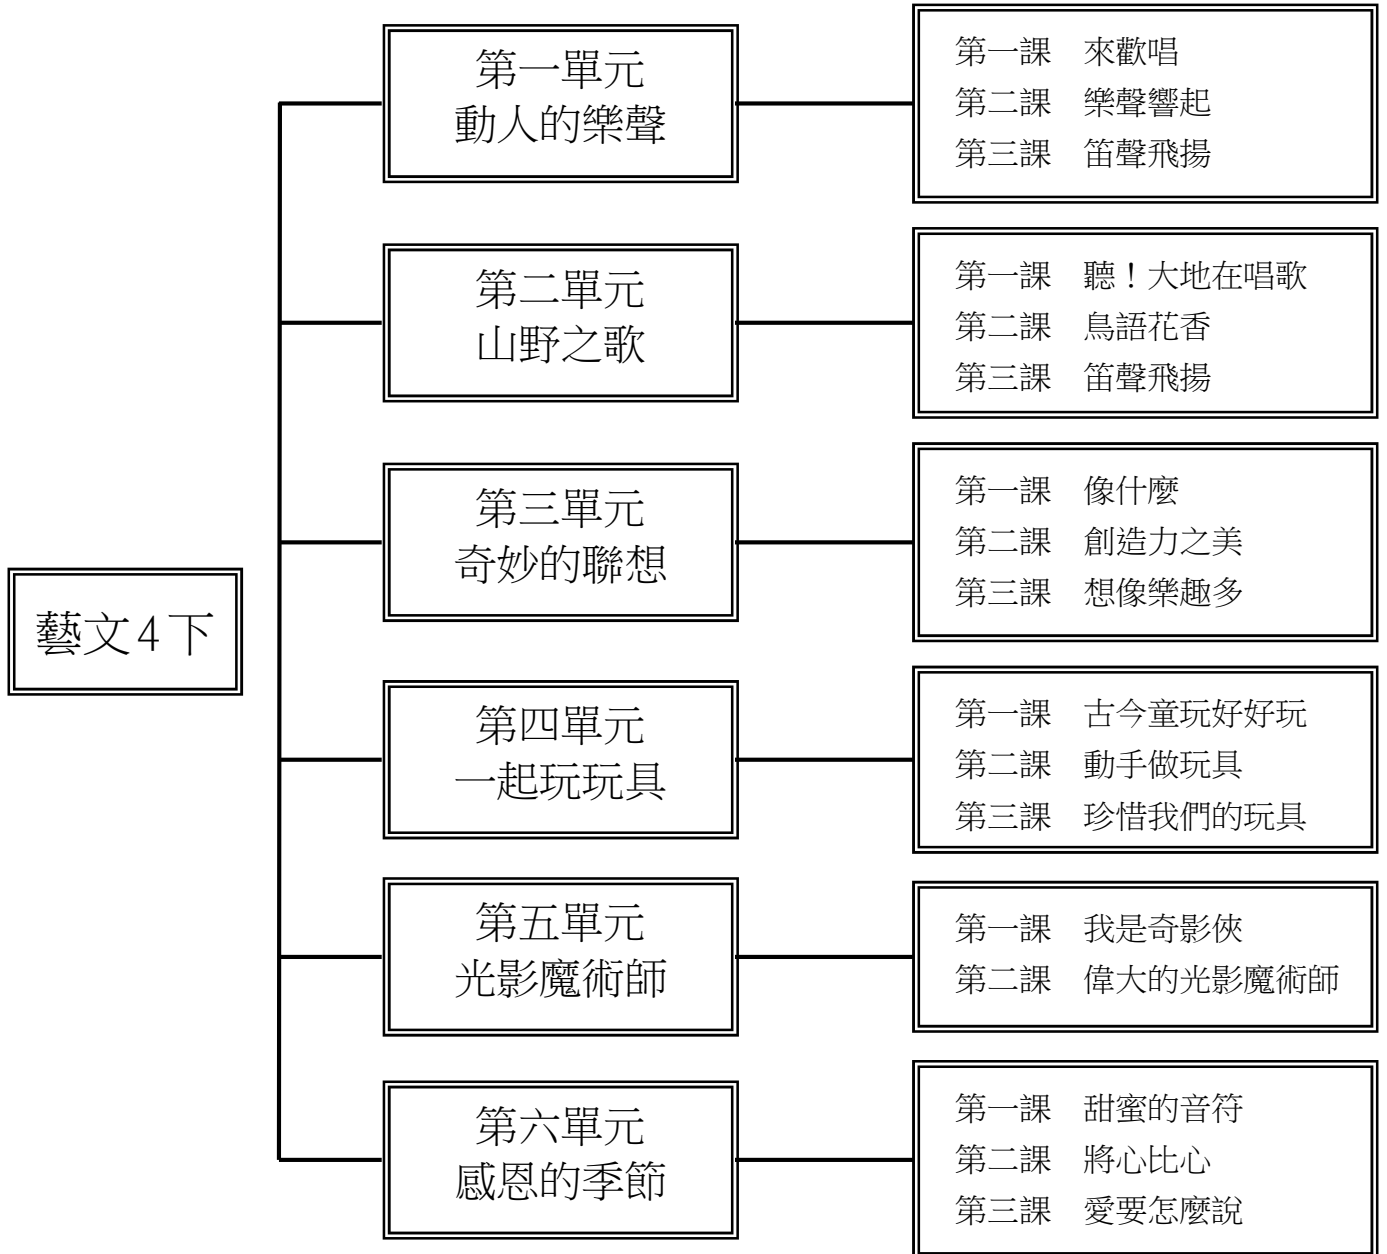 藝文4下
第一單元
動人的樂聲
第一課　來歡唱
第二課　樂聲響起
第三課　笛聲飛揚
第二單元
山野之歌
第一課　聽！大地在唱歌
第二課　鳥語花香
第三課　笛聲飛揚
第三單元
奇妙的聯想
第一課　像什麼
第二課　創造力之美
第三課　想像樂趣多
第四單元
一起玩玩具
第一課　古今童玩好好玩
第二課　動手做玩具
第三課　珍惜我們的玩具
第五單元
光影魔術師
第一課　我是奇影俠
第二課　偉大的光影魔術師
第六單元
感恩的季節
第一課　甜蜜的音符
第二課　將心比心
第三課　愛要怎麼說